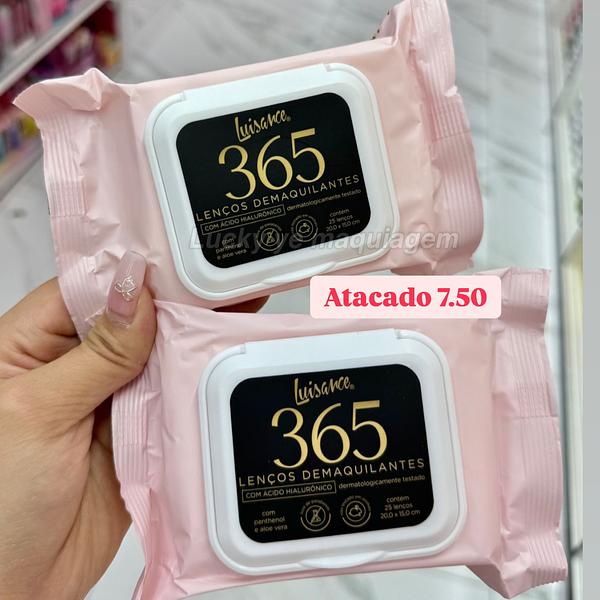 Luisance®
365
LENÇOS DEMAQUILANTES
COM ÁCIDO HIALURÔNICO dermatologicamente testado
com
panthenol
e aloe vera
contém
25 lenços
20,0 x 15,0 cm
Luckyeye maquiagem
Atacado 7.50
Luisance®
365
LENÇOS DEMAQUILANTES
COM ÁCIDO HIALURÔNICO dermatologicamente testado
com
panthenol
e aloe vera
contém
25 lenços
20,0 x 15,0 cm